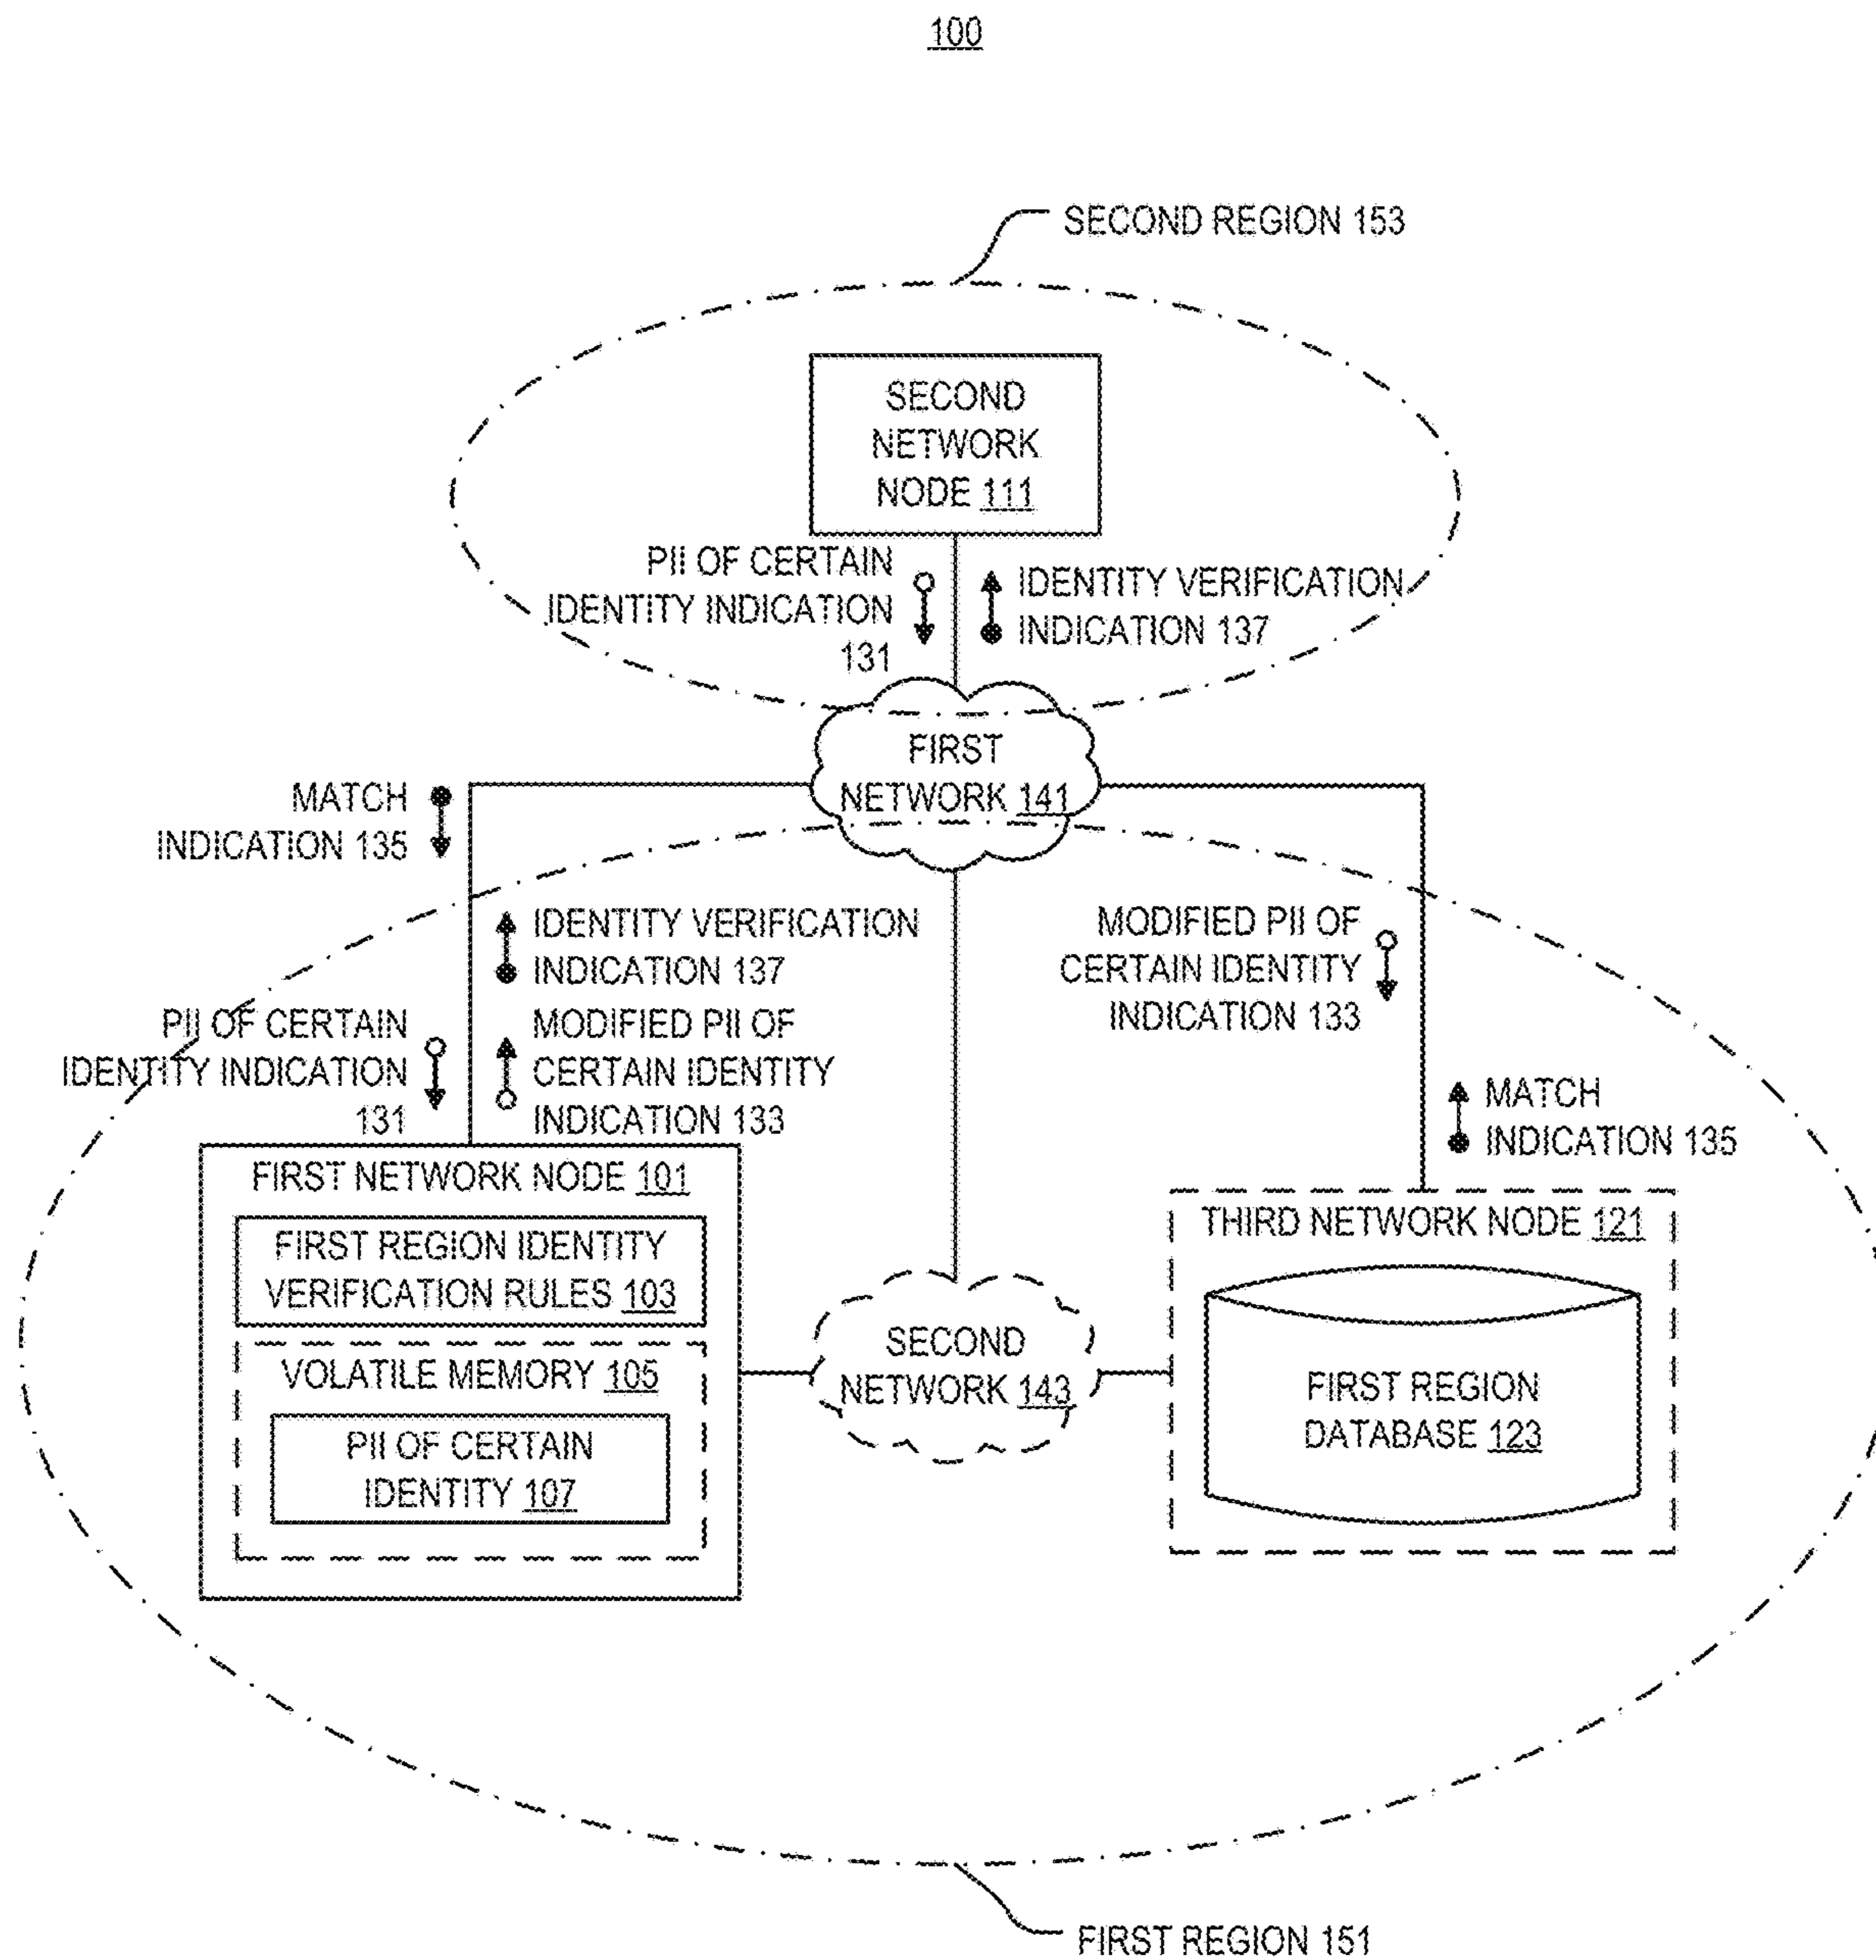 100
SECOND REGION 153
SECOND
NETWORK
NODE 111
PII OF CERTAIN
IDENTITY INDICATION
131
IDENTITY VERIFICATION
INDICATION 137
FIRST
NETWORK 141
MATCH
INDICATION 135
IDENTITY VERIFICATION
INDICATION 137
PII OF CERTAIN
IDENTITY INDICATION
131
MODIFIED PII OF
CERTAIN IDENTITY
INDICATION 133
MODIFIED PII OF
CERTAIN IDENTITY
INDICATION 133
MATCH
INDICATION 135
FIRST NETWORK NODE 101
FIRST REGION IDENTITY
VERIFICATION RULES 103
VOLATILE MEMORY 105
PII OF CERTAIN
IDENTITY 107
SECOND
NETWORK 143
THIRD NETWORK NODE 121
FIRST REGION
DATABASE 123
FIRST REGION 151